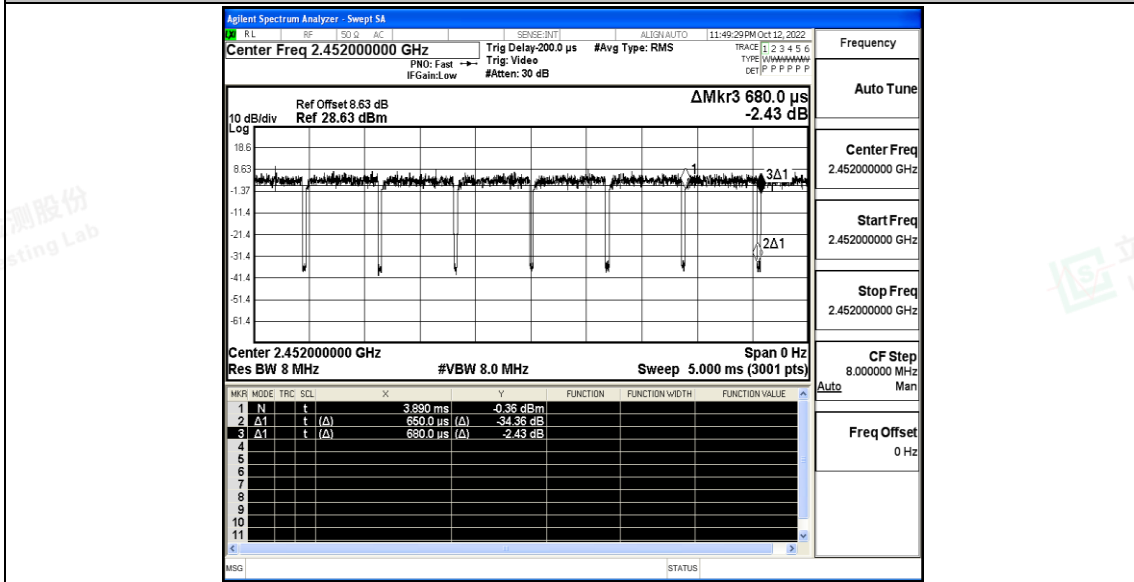 Agilent Spectrum Analyzer - Swept SA
LXI RL RF 50 Ω AC SENSE:INT ALIGN AUTO 11:49:29 PM Oct 12, 2022
Center Freq 2.452000000 GHz
PNO: Fast
IFGain:Low
Trig Delay-200.0 µs
Trig: Video
#Atten: 30 dB
#Avg Type: RMS
TRACE 1 2 3 4 5 6
TYPE WWWWWW
DET P P P P P P
ΔMkr3 680.0 µs
-2.43 dB
Ref Offset 8.63 dB
10 dB/div Ref 28.63 dBm
Log
18.6
8.63
-1.37
-11.4
-21.4
-31.4
-41.4
-51.4
-61.4
1
3Δ1
2Δ1
Center 2.452000000 GHz Span 0 Hz
Res BW 8 MHz #VBW 8.0 MHz Sweep 5.000 ms (3001 pts)
MKR MODE TRC SCL X Y FUNCTION FUNCTION WIDTH FUNCTION VALUE
1 N t 3.890 ms -0.36 dBm
2 Δ1 t (Δ) 650.0 µs (Δ) -34.36 dB
3 Δ1 t (Δ) 680.0 µs (Δ) -2.43 dB
4
5
6
7
8
9
10
11
MSG STATUS
Frequency
Auto Tune
Center Freq
2.452000000 GHz
Start Freq
2.452000000 GHz
Stop Freq
2.452000000 GHz
CF Step
8.000000 MHz
Auto Man
Freq Offset
0 Hz
测股份
sting Lab
立